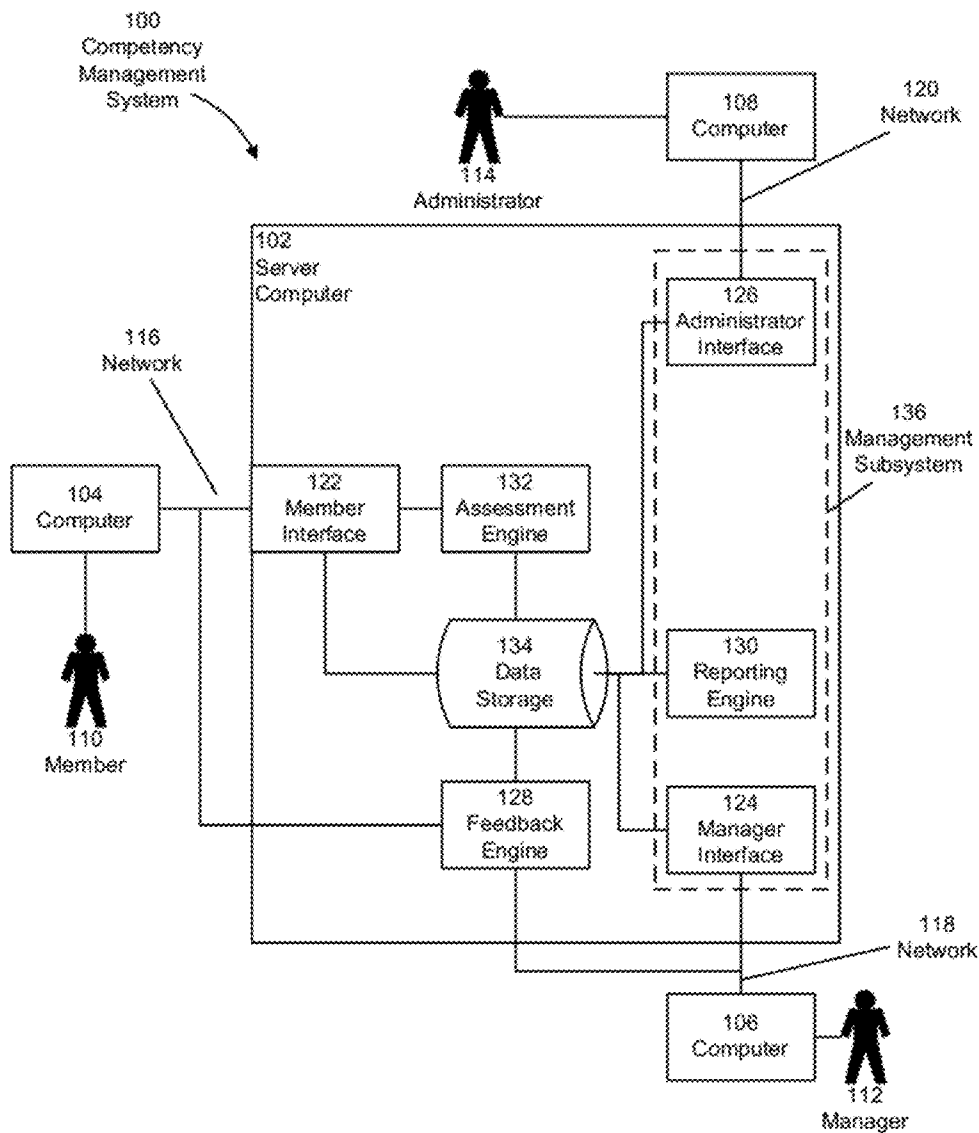 100
Competency
Management
System
108
Computer
120
Network
114
Administrator
102
Server
Computer
126
Administrator
Interface
116
Network
136
Management
Subsystem
104
Computer
122
Member
Interface
132
Assessment
Engine
134
Data
Storage
130
Reporting
Engine
110
Member
128
Feedback
Engine
124
Manager
Interface
118
Network
106
Computer
112
Manager